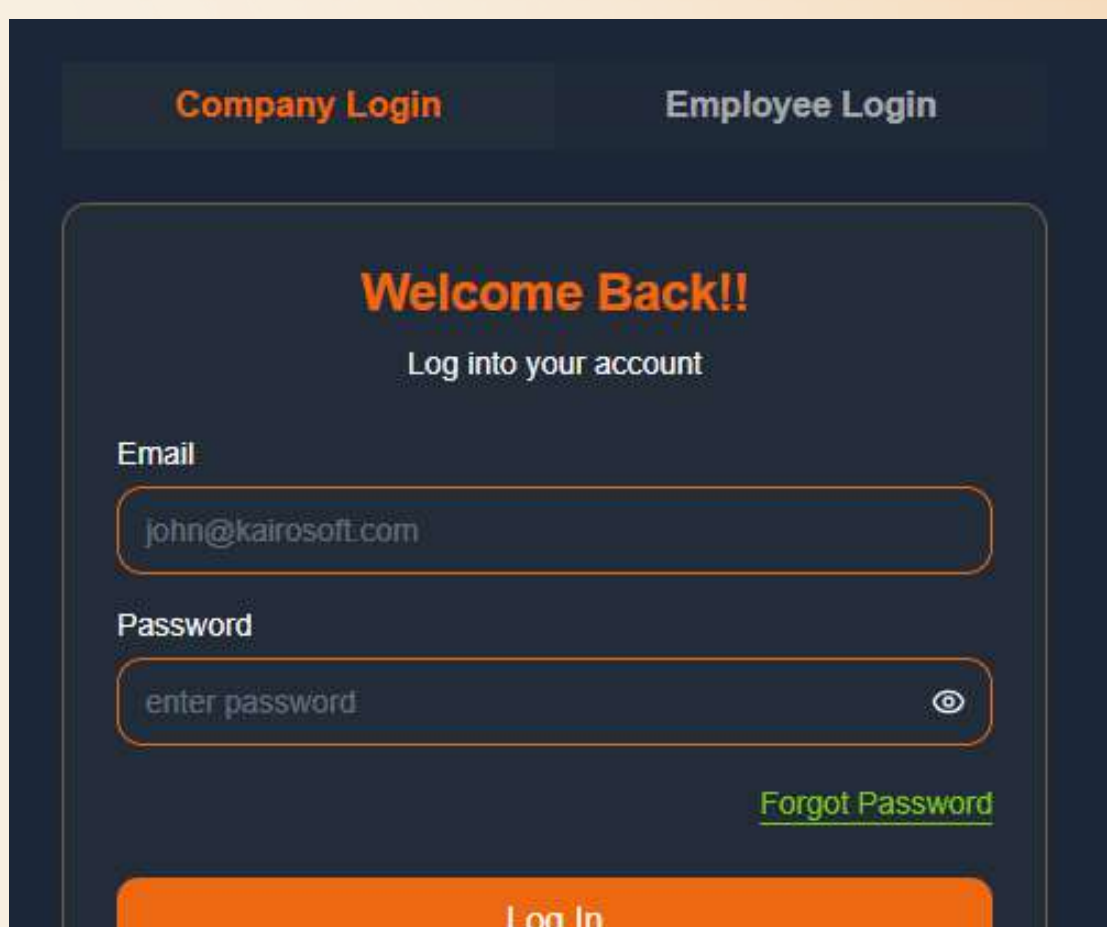 Company Login
Employee Login
Welcome Back!!
Log into your account
Email
john@kairosoft.com
Password
enter password
Forgot Password
Log In